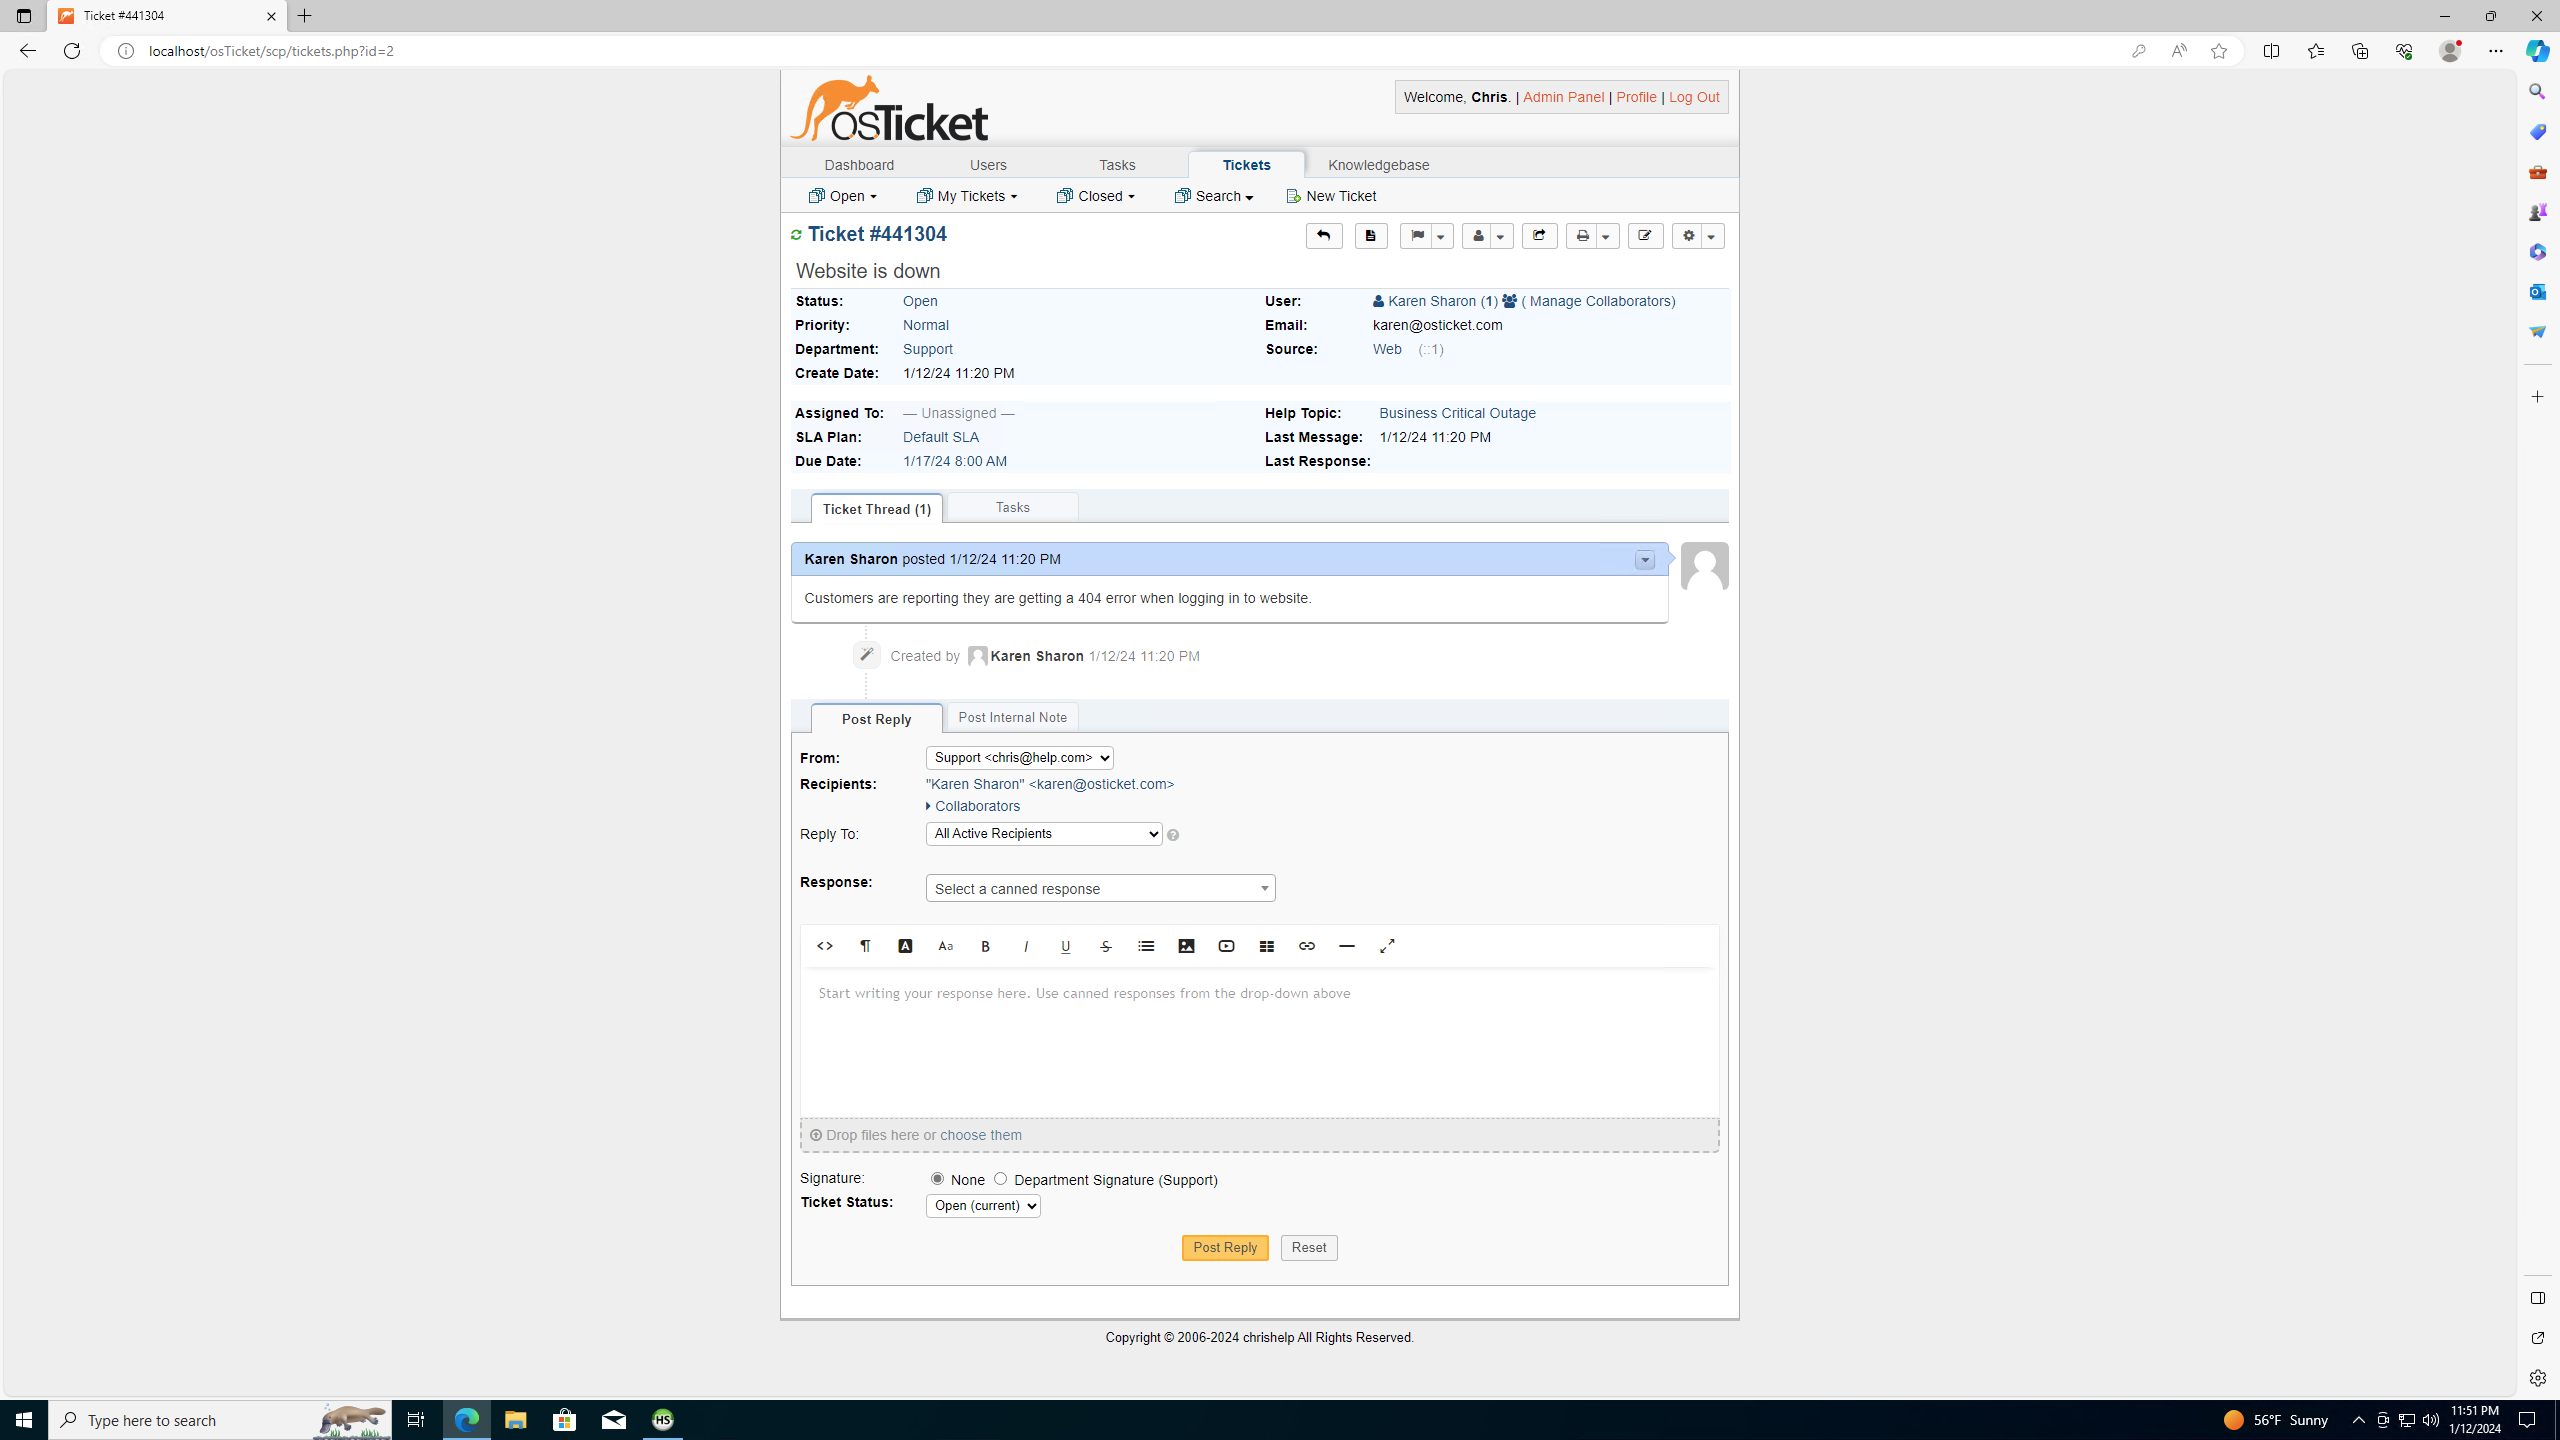 Ticket #441304
localhost/osTicket/scp/tickets.php?id=2
osTicket
Welcome, Chris. | Admin Panel | Profile | Log Out
Dashboard Users Tasks Tickets Knowledgebase
Open My Tickets Closed Search New Ticket
Ticket #441304
Website is down
Status: Open User: Karen Sharon (1) ( Manage Collaborators)
Priority: Normal Email: karen@osticket.com
Department: Support Source: Web (::1)
Create Date: 1/12/24 11:20 PM
Assigned To: — Unassigned — Help Topic: Business Critical Outage
SLA Plan: Default SLA Last Message: 1/12/24 11:20 PM
Due Date: 1/17/24 8:00 AM Last Response:
Ticket Thread (1) Tasks
Karen Sharon posted 1/12/24 11:20 PM
Customers are reporting they are getting a 404 error when logging in to website.
Created by Karen Sharon 1/12/24 11:20 PM
Post Reply Post Internal Note
From: Support <chris@help.com>
Recipients: "Karen Sharon" <karen@osticket.com>
Collaborators
Reply To: All Active Recipients
Response: Select a canned response
Aa B I U S
Start writing your response here. Use canned responses from the drop-down above
Drop files here or choose them
Signature: None Department Signature (Support)
Ticket Status: Open (current)
Post Reply Reset
Copyright © 2006-2024 chrishelp All Rights Reserved.
Type here to search
HS
56°F Sunny
11:51 PM
1/12/2024